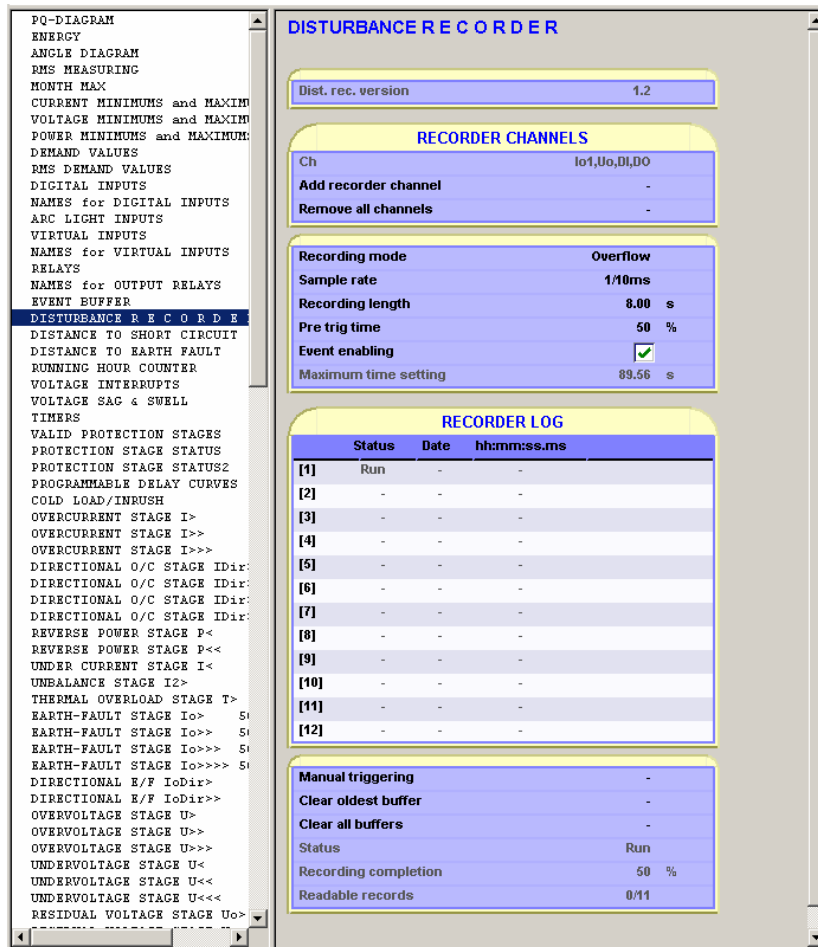 PQ-DIAGRAM
ENERGY
ANGLE DIAGRAM
RMS MEASURING
MONTH MAX
CURRENT MINIMUMS and MAXIMU
VOLTAGE MINIMUMS and MAXIMU
POWER MINIMUMS and MAXIMUMS
DEMAND VALUES
RMS DEMAND VALUES
DIGITAL INPUTS
NAMES for DIGITAL INPUTS
ARC LIGHT INPUTS
VIRTUAL INPUTS
NAMES for VIRTUAL INPUTS
RELAYS
NAMES for OUTPUT RELAYS
EVENT BUFFER
DISTURBANCE R E C O R D E
DISTANCE TO SHORT CIRCUIT
DISTANCE TO EARTH FAULT
RUNNING HOUR COUNTER
VOLTAGE INTERRUPTS
VOLTAGE SAG & SWELL
TIMERS
VALID PROTECTION STAGES
PROTECTION STAGE STATUS
PROTECTION STAGE STATUS2
PROGRAMMABLE DELAY CURVES
COLD LOAD/INRUSH
OVERCURRENT STAGE I>
OVERCURRENT STAGE I>>
OVERCURRENT STAGE I>>>
DIRECTIONAL O/C STAGE IDir>
DIRECTIONAL O/C STAGE IDir>
DIRECTIONAL O/C STAGE IDir>
DIRECTIONAL O/C STAGE IDir>
REVERSE POWER STAGE P<
REVERSE POWER STAGE P<<
UNDER CURRENT STAGE I<
UNBALANCE STAGE I2>
THERMAL OVERLOAD STAGE T>
EARTH-FAULT STAGE Io> 50
EARTH-FAULT STAGE Io>> 50
EARTH-FAULT STAGE Io>>> 50
EARTH-FAULT STAGE Io>>>> 50
DIRECTIONAL E/F IoDir>
DIRECTIONAL E/F IoDir>>
OVERVOLTAGE STAGE U>
OVERVOLTAGE STAGE U>>
OVERVOLTAGE STAGE U>>>
UNDERVOLTAGE STAGE U<
UNDERVOLTAGE STAGE U<<
UNDERVOLTAGE STAGE U<<<
RESIDUAL VOLTAGE STAGE Uo>
DISTURBANCE R E C O R D E R
Dist. rec. version 1.2
RECORDER CHANNELS
Ch Io1,Uo,DI,DO
Add recorder channel -
Remove all channels -
Recording mode Overflow
Sample rate 1/10ms
Recording length 8.00 s
Pre trig time 50 %
Event enabling
Maximum time setting 89.56 s
RECORDER LOG
Status Date hh:mm:ss.ms
[1] Run - -
[2] - - -
[3] - - -
[4] - - -
[5] - - -
[6] - - -
[7] - - -
[8] - - -
[9] - - -
[10] - - -
[11] - - -
[12] - - -
Manual triggering -
Clear oldest buffer -
Clear all buffers -
Status Run
Recording completion 50 %
Readable records 0/11